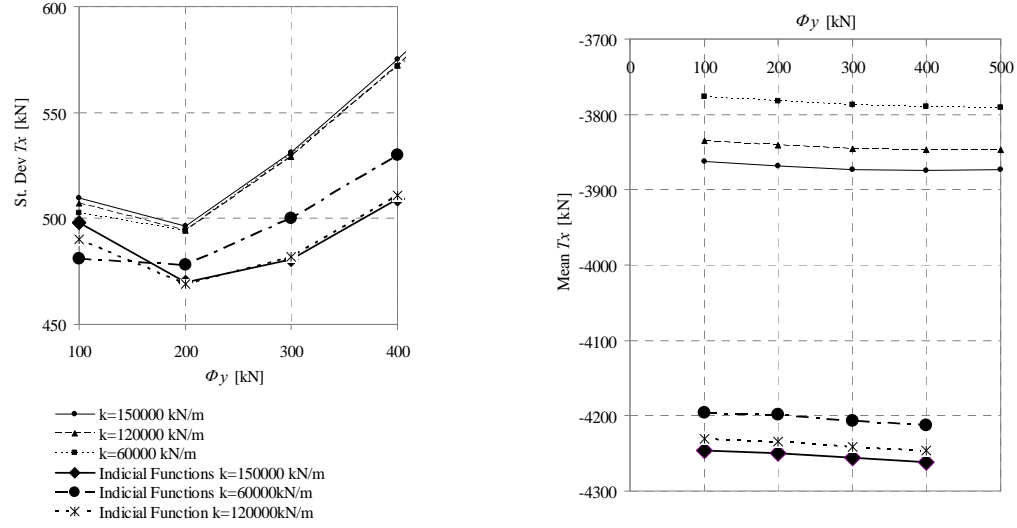 600
550
500
450
St. Dev Tx [kN]
100 200 300 400
Φy [kN]
k=150000 kN/m
k=120000 kN/m
k=60000 kN/m
Indicial Functions k=150000 kN/m
Indicial Functions k=60000kN/m
Indicial Function k=120000kN/m
Φy [kN]
-3700
0 100 200 300 400 500
-3800
-3900
-4000
-4100
-4200
-4300
Mean Tx [kN]